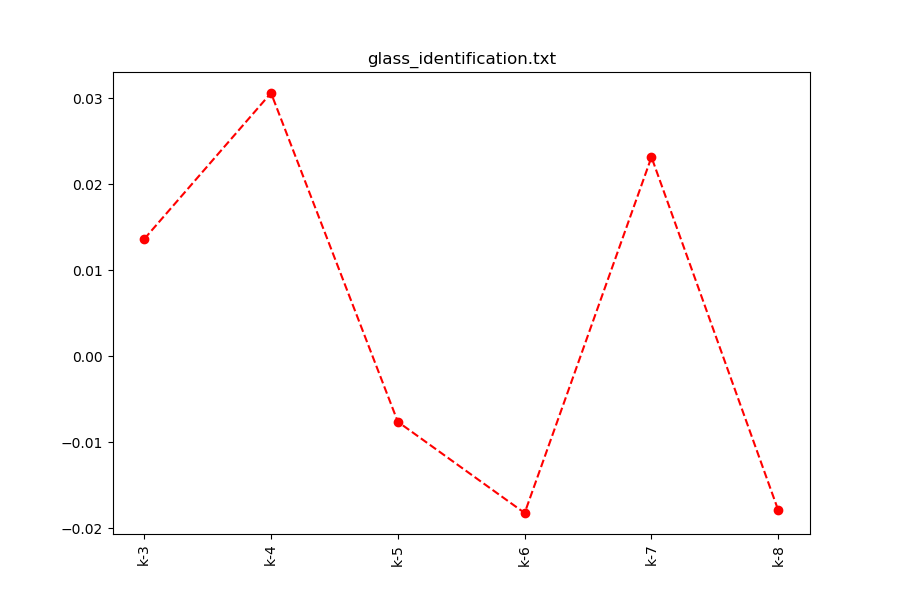 glass_identification.txt
0.03
0.02
0.01
0.00
−0.01
−0.02
k-3
k-4
k-5
k-6
k-7
k-8